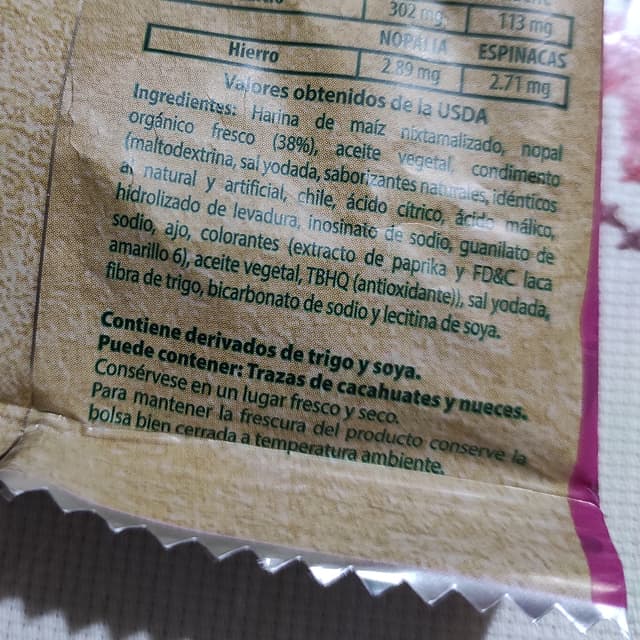 302 mg. 113 mg
NOPALIA ESPINACAS
Hierro 2.89 mg 2.71 mg
Valores obtenidos de la USDA
Ingredientes: Harina de maíz nixtamalizado, nopal
orgánico fresco (38%), aceite vegetal, condimento
(maltodextrina, sal yodada, saborizantes naturales, idénticos
al natural y artificial, chile, ácido cítrico, ácido málico,
hidrolizado de levadura, inosinato de sodio, guanilato de
sodio, ajo, colorantes (extracto de paprika y FD&C laca
amarillo 6), aceite vegetal, TBHQ (antioxidante)), sal yodada,
fibra de trigo, bicarbonato de sodio y lecitina de soya.
Contiene derivados de trigo y soya.
Puede contener: Trazas de cacahuates y nueces.
Consérvese en un lugar fresco y seco.
Para mantener la frescura del producto conserve la
bolsa bien cerrada a temperatura ambiente.